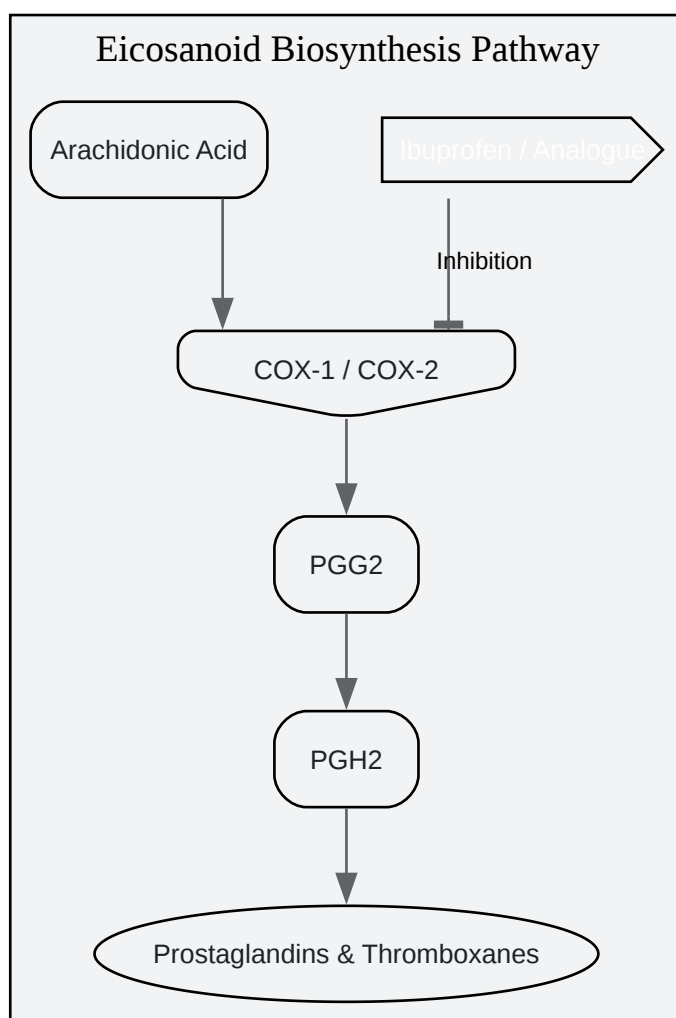 Eicosanoid Biosynthesis Pathway
Arachidonic Acid
Ibuprofen / Analogue
Inhibition
COX-1 / COX-2
PGG2
PGH2
Prostaglandins & Thromboxanes